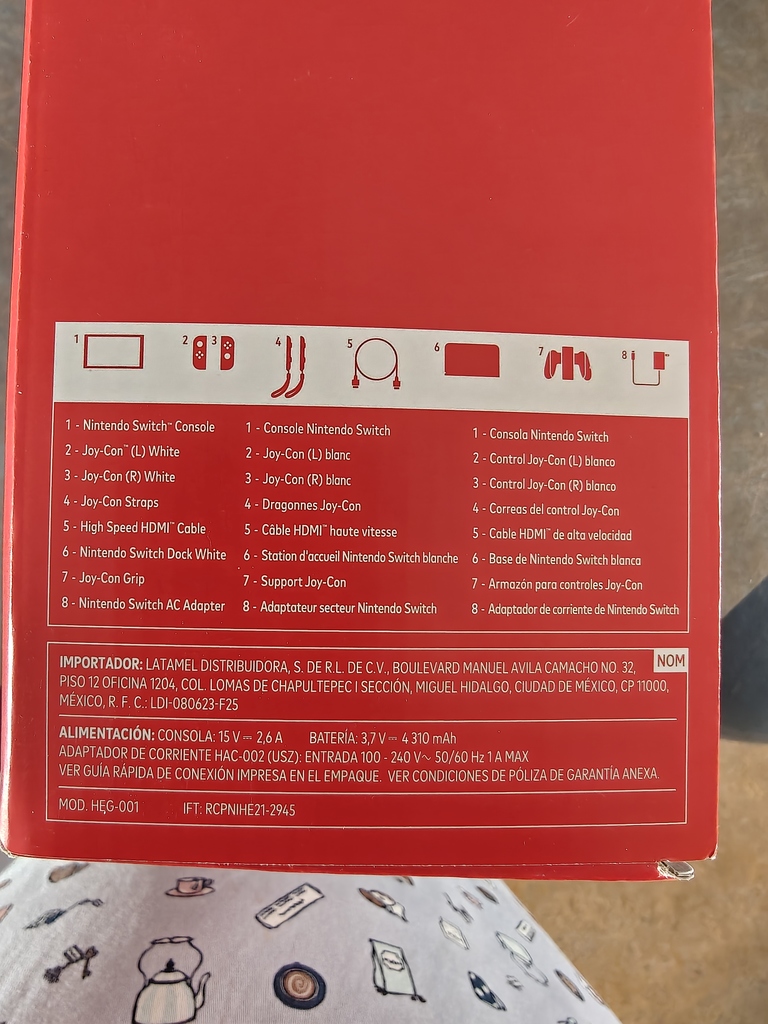 1 2 3 4 5 6 7 8
1 - Nintendo Switch™ Console
2 - Joy-Con™ (L) White
3 - Joy-Con (R) White
4 - Joy-Con Straps
5 - High Speed HDMI™ Cable
6 - Nintendo Switch Dock White
7 - Joy-Con Grip
8 - Nintendo Switch AC Adapter
1 - Console Nintendo Switch
2 - Joy-Con (L) blanc
3 - Joy-Con (R) blanc
4 - Dragonnes Joy-Con
5 - Câble HDMI™ haute vitesse
6 - Station d'accueil Nintendo Switch blanche
7 - Support Joy-Con
8 - Adaptateur secteur Nintendo Switch
1 - Consola Nintendo Switch
2 - Control Joy-Con (L) blanco
3 - Control Joy-Con (R) blanco
4 - Correas del control Joy-Con
5 - Cable HDMI™ de alta velocidad
6 - Base de Nintendo Switch blanca
7 - Armazón para controles Joy-Con
8 - Adaptador de corriente de Nintendo Switch
NOM
IMPORTADOR: LATAMEL DISTRIBUIDORA, S. DE R.L. DE C.V., BOULEVARD MANUEL AVILA CAMACHO NO. 32,
PISO 12 OFICINA 1204, COL. LOMAS DE CHAPULTEPEC I SECCIÓN, MIGUEL HIDALGO, CIUDAD DE MÉXICO, CP 11000,
MÉXICO, R. F. C.: LDI-080623-F25
ALIMENTACIÓN: CONSOLA: 15 V ⎓ 2,6 A BATERÍA: 3,7 V ⎓ 4 310 mAh
ADAPTADOR DE CORRIENTE HAC-002 (USZ): ENTRADA 100 - 240 V~ 50/60 Hz 1 A MAX
VER GUÍA RÁPIDA DE CONEXIÓN IMPRESA EN EL EMPAQUE. VER CONDICIONES DE PÓLIZA DE GARANTÍA ANEXA.
MOD. HEG-001 IFT: RCPNIHE21-2945